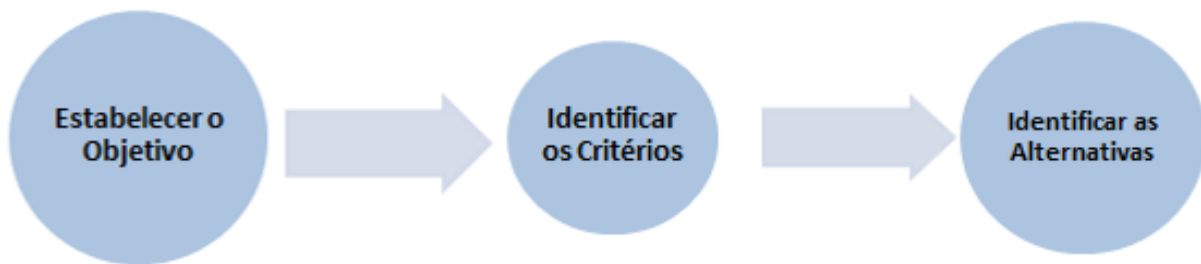 Estabelecer o
Objetivo
Identificar
os Critérios
Identificar as
Alternativas